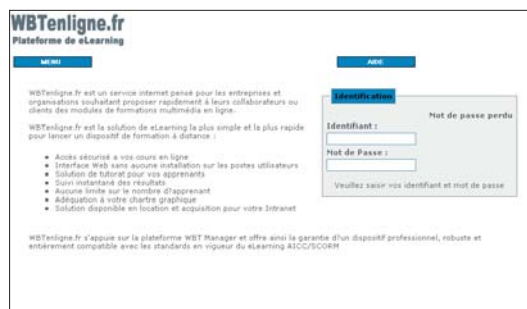 WBTenligne.fr
Plateforme de eLearning
MENU
AIDE
WBTenligne.fr est un service internet pensé pour les entreprises et
organisations souhaitant proposer rapidement à leurs collaborateurs ou
clients des modules de formations multimédia en ligne.
WBTenligne.fr est la solution de eLearning la plus simple et la plus rapide
pour lancer un dispositif de formation à distance :
Accès sécurisé a vos cours en ligne
Interface Web sans aucune installation sur les postes utilisateurs
Solution de tutorat pour vos apprenants
Suivi instantané des résultats
Aucune limite sur le nombre d?apprenant
Adéquation à votre chartre graphique
Solution disponible en location et acquisition pour votre Intranet
Identification
Mot de passe perdu
Identifiant :
Mot de Passe :
Veuillez saisir vos identifiant et mot de passe
WBTenligne.fr s'appuie sur la plateforme WBT Manager et offre ainsi la garantie d?un dispositif professionnel, robuste et
entièrement compatible avec les standards en vigueur du eLearning AICC/SCORM